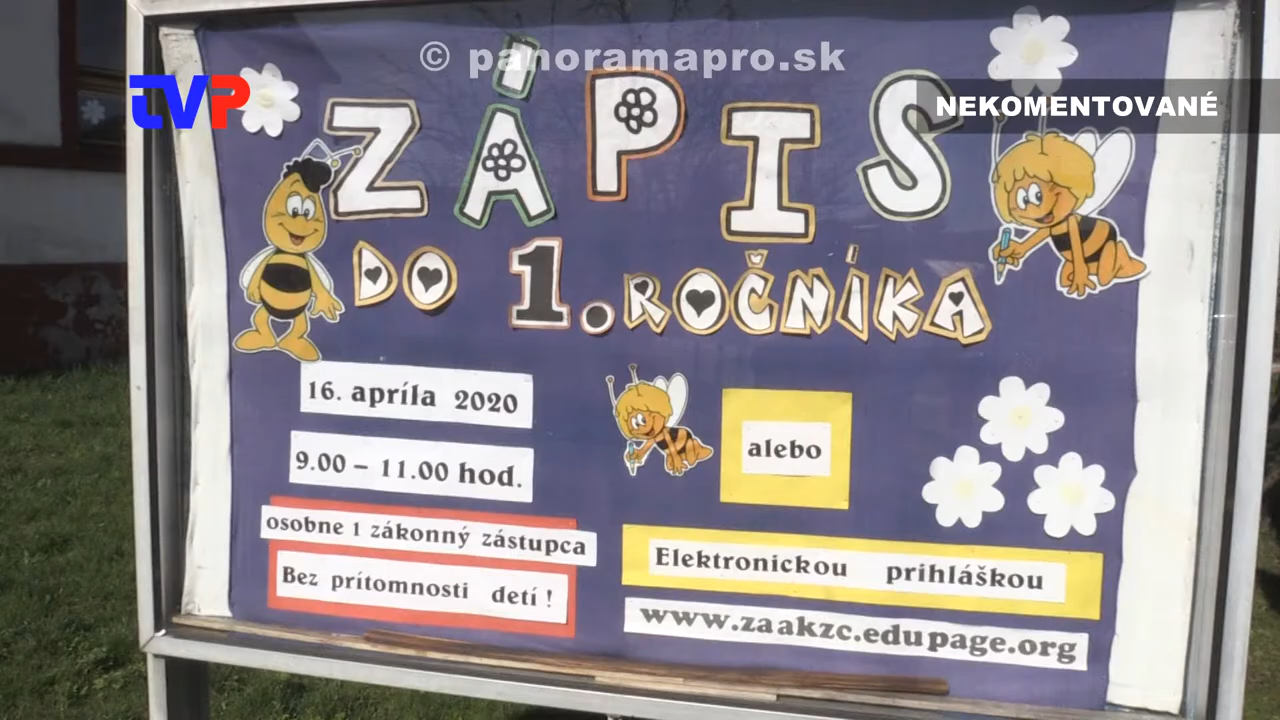 © panoramapro.sk
TVP
NEKOMENTOVANÉ
ZÁPIS
DO 1. ROČNÍKA
16. apríla 2020
9.00 – 11.00 hod.
osobne 1 zákonný zástupca
Bez prítomnosti detí !
alebo
Elektronickou prihláškou
www.zaakzc.edupage.org